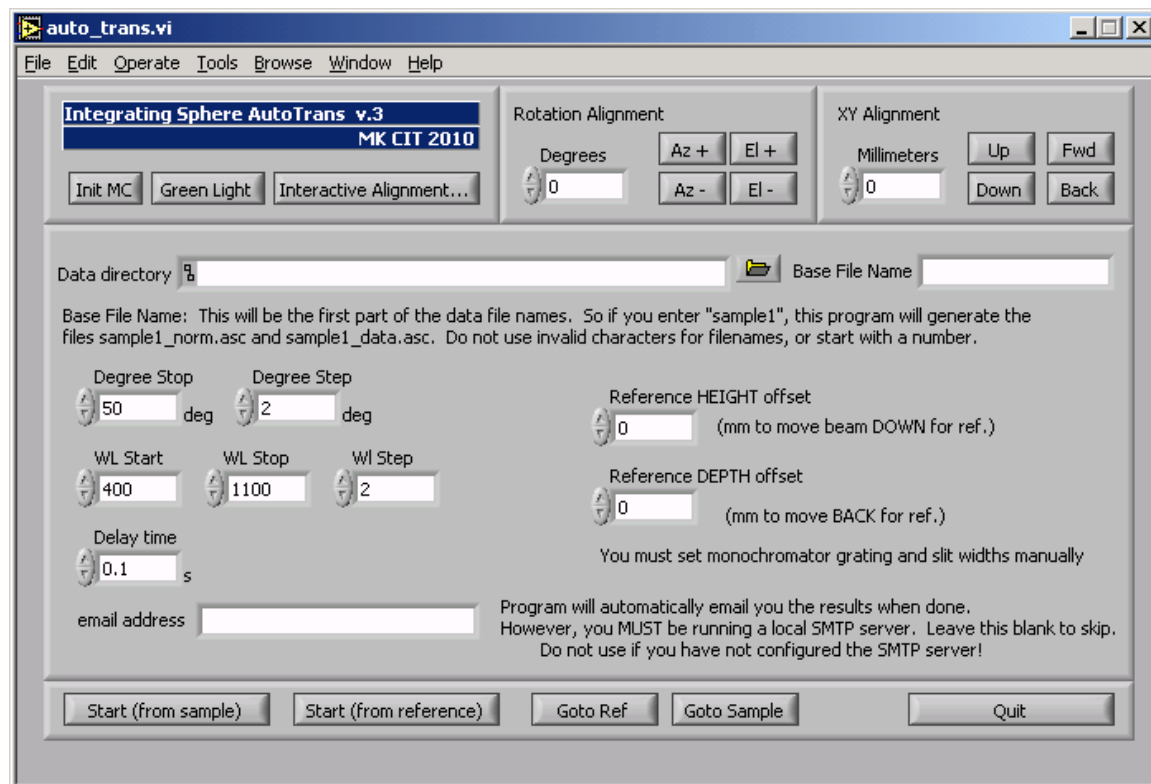 auto_trans.vi
File Edit Operate Tools Browse Window Help
Integrating Sphere AutoTrans v.3
MK CIT 2010
Init MC Green Light Interactive Alignment...
Rotation Alignment
Degrees
0
Az + El +
Az - El -
XY Alignment
Millimeters
0
Up Fwd
Down Back
Data directory
Base File Name
Base File Name: This will be the first part of the data file names. So if you enter "sample1", this program will generate the
files sample1_norm.asc and sample1_data.asc. Do not use invalid characters for filenames, or start with a number.
Degree Stop Degree Step
50 deg 2 deg
WL Start WL Stop Wl Step
400 1100 2
Delay time
0.1 s
Reference HEIGHT offset
0 (mm to move beam DOWN for ref.)
Reference DEPTH offset
0 (mm to move BACK for ref.)
You must set monochromator grating and slit widths manually
email address
Program will automatically email you the results when done.
However, you MUST be running a local SMTP server. Leave this blank to skip.
Do not use if you have not configured the SMTP server!
Start (from sample) Start (from reference) Goto Ref Goto Sample Quit